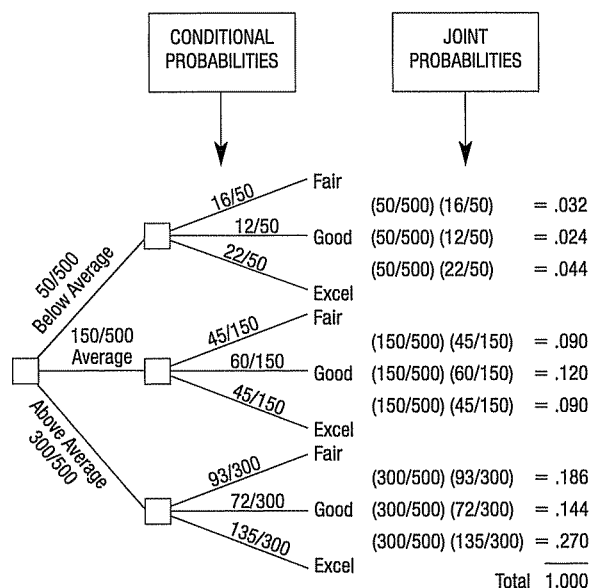 CONDITIONAL
PROBABILITIES
JOINT
PROBABILITIES
16/50
Fair
(50/500) (16/50) = .032
12/50
Good
(50/500) (12/50) = .024
22/50
Excel
(50/500) (22/50) = .044
50/500
Below Average
45/150
Fair
(150/500) (45/150) = .090
150/500
Average
60/150
Good
(150/500) (60/150) = .120
45/150
Excel
(150/500) (45/150) = .090
Above Average
300/500
93/300
Fair
(300/500) (93/300) = .186
72/300
Good
(300/500) (72/300) = .144
135/300
Excel
(300/500) (135/300) = .270
Total 1.000